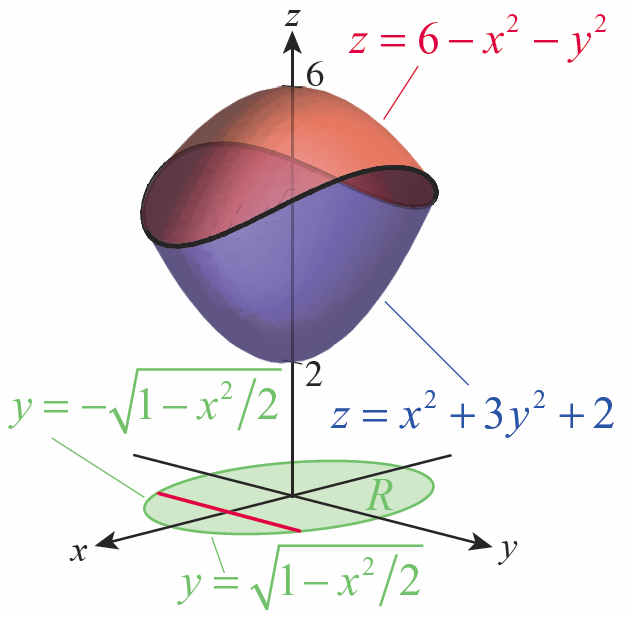 z
z = 6 − x² − y²
6
2
y = −√(1 − x²/2)
z = x² + 3y² + 2
R
x
y
y = √(1 − x²/2)